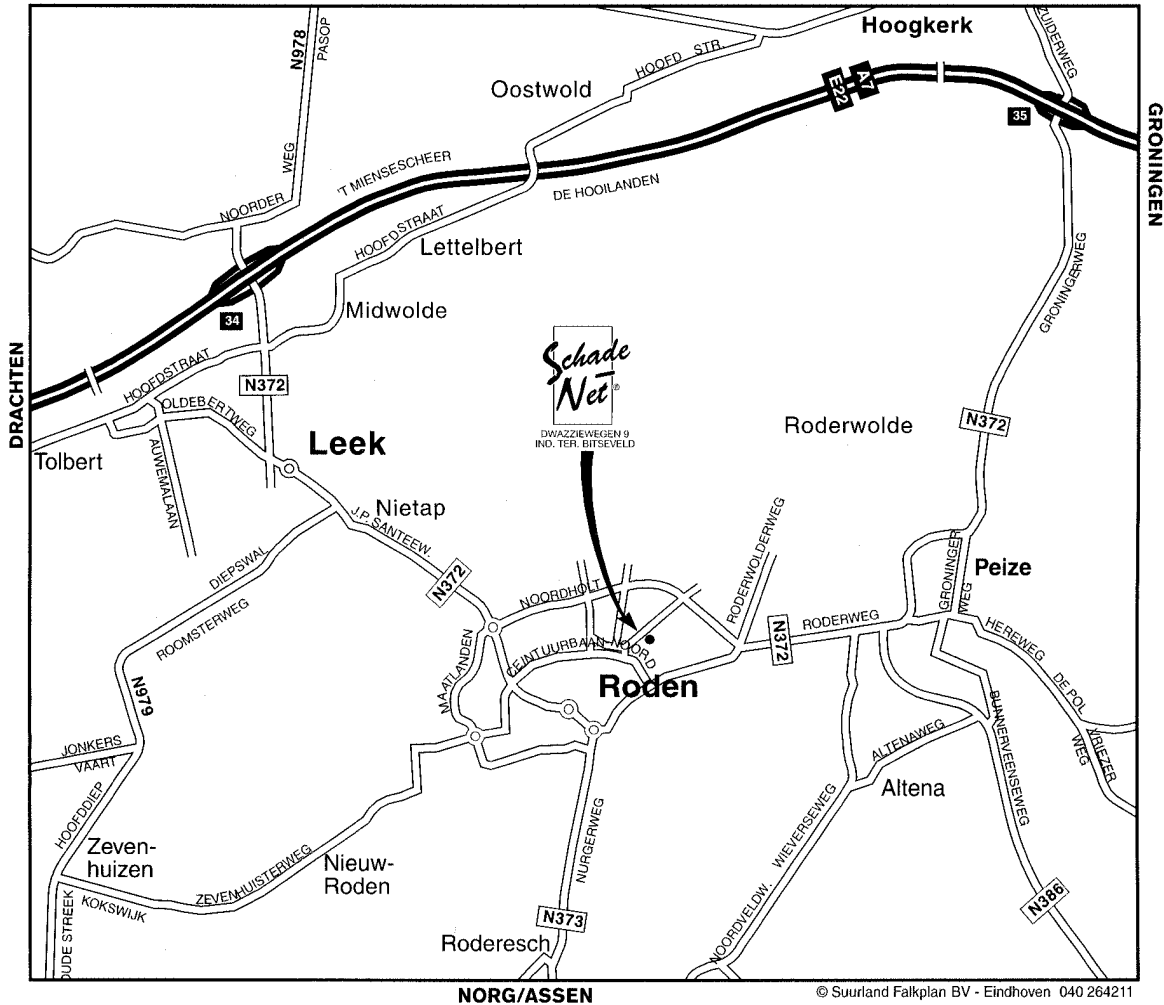 Hoogkerk
ZUIDERWEG
N978
PASOP
HOOFD STR.
Oostwold
E22
A7
35
GRONINGEN
WEG
'T MIENSESCHEER
DE HOOILANDEN
NOORDER
HOOFDSTRAAT
Lettelbert
GRONINGERWEG
Midwolde
34
DRACHTEN
HOOFDSTRAAT
N372
Schade
Net®
DWAZZIEWEGEN 9
IND. TER. BITSEVELD
OLDEBERTWEG
Leek
Roderwolde
N372
Tolbert
AUWEMALAAN
Nietap
J.P. SANTEEW.
DIEPSWAL
N372
NOORDHOLT
RODERWOLDERWEG
GRONINGER
WEG
Peize
ROOMSTERWEG
MAATLANDEN
CEINTUURBAAN-NOORD
N372
RODERWEG
HEREWEG
Roden
N979
DE POL
WEG
VRIEZER
BUNNERVEENSEWEG
JONKERS
VAART
ALTENAWEG
Altena
HOOFDDIEP
Zeven-
huizen
ZEVENHUISTERWEG
Nieuw-
Roden
NURGERWEG
WIEVERSEWEG
KOKSWIJK
OUDE STREEK
N373
Roderesch
NOORDVELDW.
N386
NORG/ASSEN
© Suurland Falkplan BV - Eindhoven 040 264211